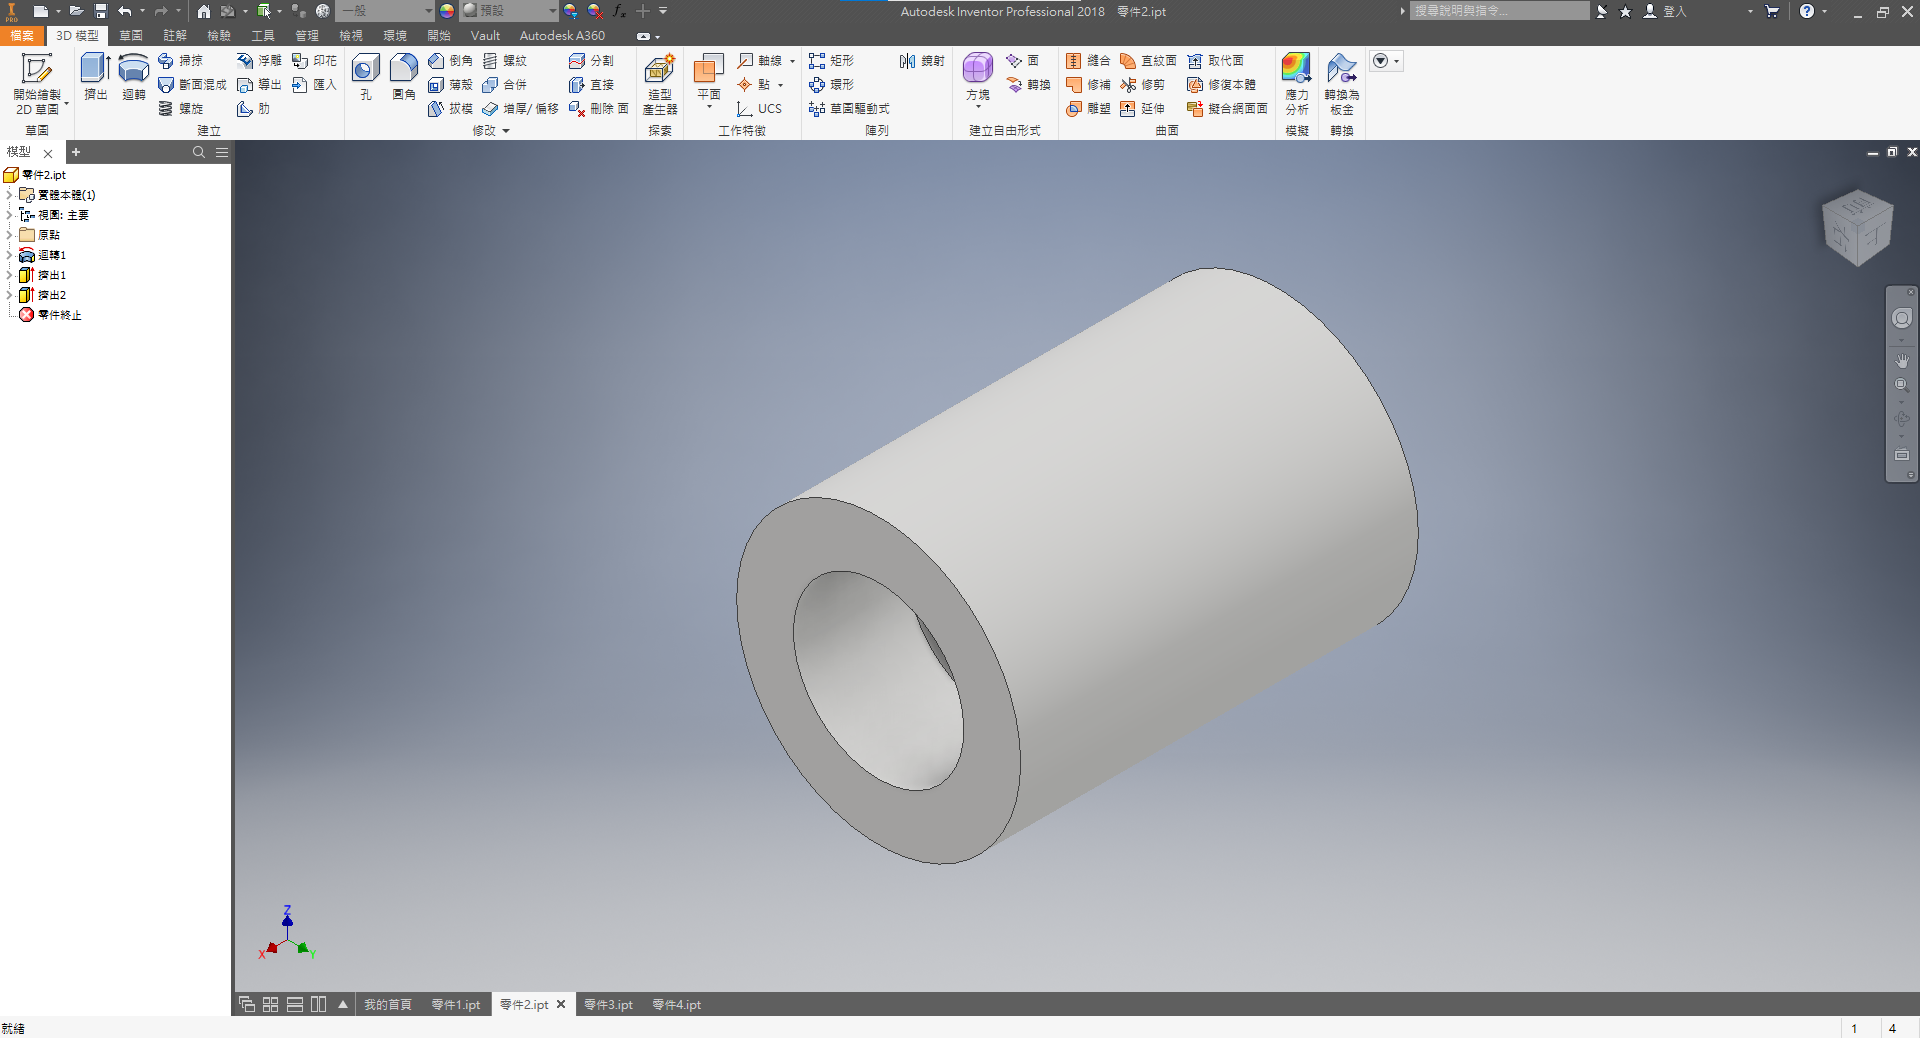 一般
預設
Autodesk Inventor Professional 2018 零件2.ipt
搜尋說明與指令...
登入
檔案 3D 模型 草圖 註解 檢驗 工具 管理 檢視 環境 開始 Vault Autodesk A360
開始繪製
2D 草圖
擠出
迴轉
掃掠
斷面混成
螺旋
浮雕
導出
肋
印花
匯入
孔
圓角
倒角
薄殼
拔模
螺紋
合併
增厚/偏移
分割
直接
刪除 面
造型
產生器
平面
軸線
點
UCS
矩形
環形
草圖驅動式
鏡射
方塊
面
轉換
縫合
修補
雕塑
直紋面
修剪
延伸
取代面
修復本體
擬合網面面
應力
分析
轉換為
板金
草圖 建立 修改 探索 工作特徵 陣列 建立自由形式 曲面 模擬 轉換
模型
零件2.ipt
實體本體(1)
視圖: 主要
原點
迴轉1
擠出1
擠出2
零件終止
Z
X
Y
我的首頁 零件1.ipt 零件2.ipt 零件3.ipt 零件4.ipt
就緒
1 4